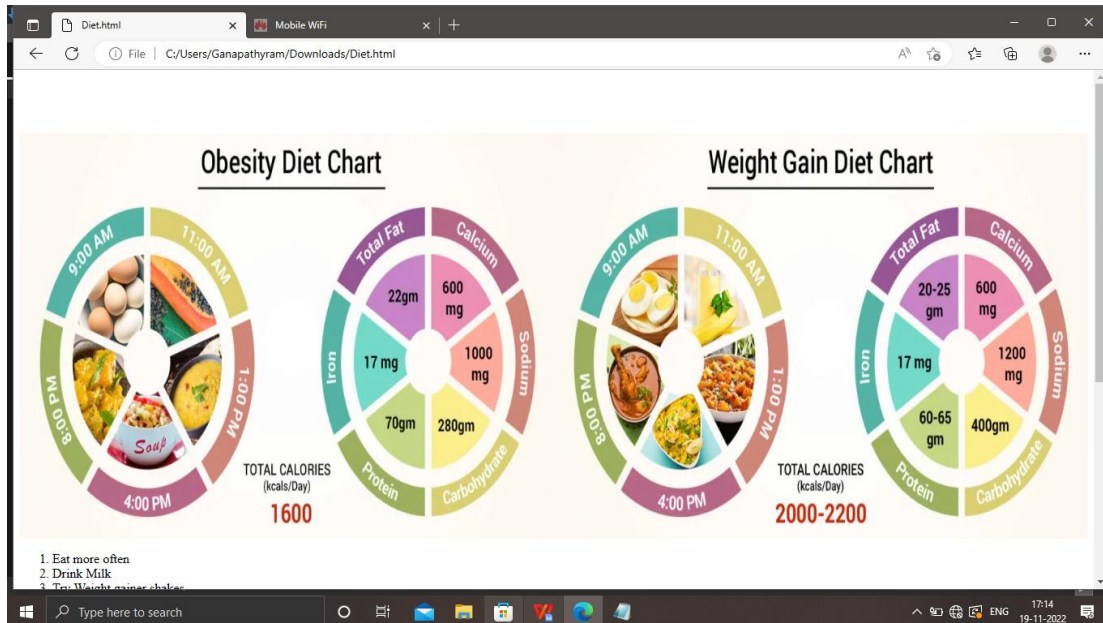 Diet.html
Mobile WiFi
File
C:/Users/Ganapathyram/Downloads/Diet.html
Obesity Diet Chart
9:00 AM
11:00 AM
1:00 PM
4:00 PM
8:00 PM
Soup
Total Fat
Calcium
Sodium
Carbohydrate
Protein
Iron
22gm
600
mg
1000
mg
280gm
70gm
17 mg
TOTAL CALORIES
(kcals/Day)
1600
Weight Gain Diet Chart
9:00 AM
11:00 AM
1:00 PM
4:00 PM
8:00 PM
Total Fat
Calcium
Sodium
Carbohydrate
Protein
Iron
20-25
gm
600
mg
1200
mg
400gm
60-65
gm
17 mg
TOTAL CALORIES
(kcals/Day)
2000-2200
1. Eat more often
2. Drink Milk
3. Try Weight gainer shakes
Type here to search
ENG
17:14
19-11-2022